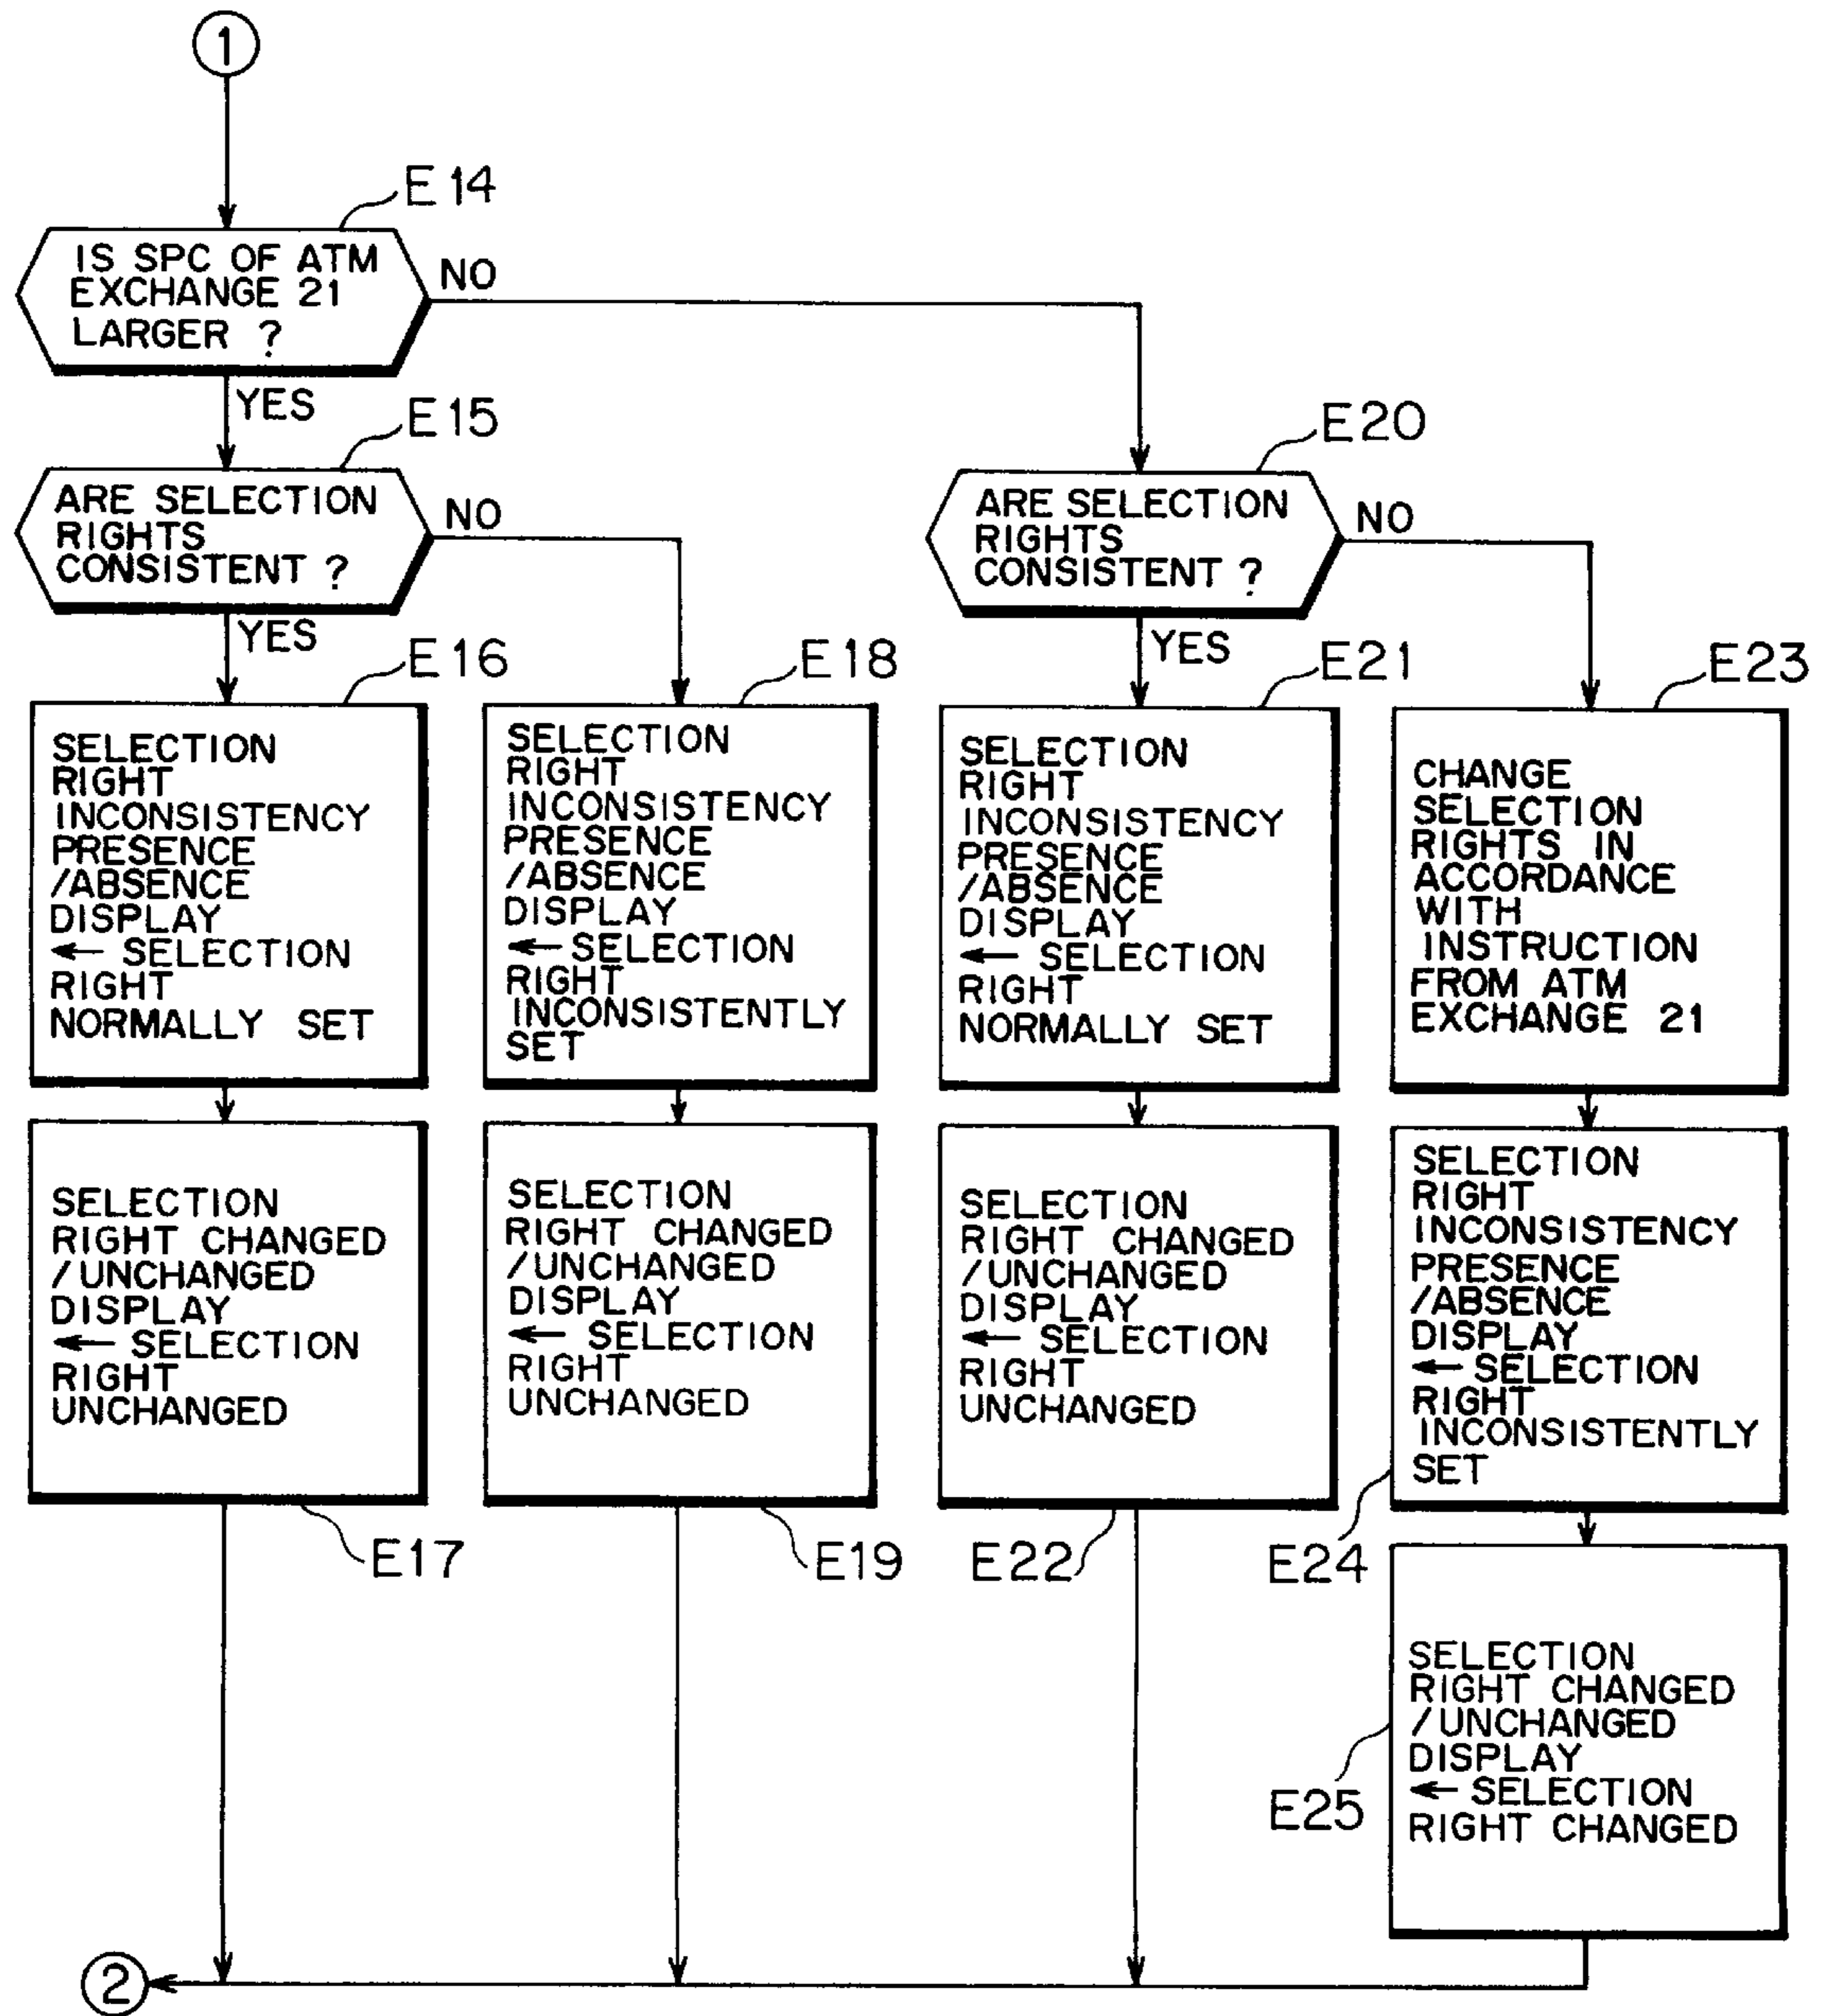 1
E14
IS SPC OF ATM
EXCHANGE 21
LARGER ?
NO
YES
E15
ARE SELECTION
RIGHTS
CONSISTENT ?
NO
YES
E20
ARE SELECTION
RIGHTS
CONSISTENT ?
NO
YES
E16
SELECTION
RIGHT
INCONSISTENCY
PRESENCE
/ABSENCE
DISPLAY
← SELECTION
RIGHT
NORMALLY SET
E18
SELECTION
RIGHT
INCONSISTENCY
PRESENCE
/ABSENCE
DISPLAY
← SELECTION
RIGHT
INCONSISTENTLY
SET
E21
SELECTION
RIGHT
INCONSISTENCY
PRESENCE
/ABSENCE
DISPLAY
← SELECTION
RIGHT
NORMALLY SET
E23
CHANGE
SELECTION
RIGHTS IN
ACCORDANCE
WITH
INSTRUCTION
FROM ATM
EXCHANGE 21
SELECTION
RIGHT CHANGED
/UNCHANGED
DISPLAY
← SELECTION
RIGHT
UNCHANGED
E17
SELECTION
RIGHT CHANGED
/UNCHANGED
DISPLAY
← SELECTION
RIGHT
UNCHANGED
E19
SELECTION
RIGHT CHANGED
/UNCHANGED
DISPLAY
← SELECTION
RIGHT
UNCHANGED
E22
SELECTION
RIGHT
INCONSISTENCY
PRESENCE
/ABSENCE
DISPLAY
← SELECTION
RIGHT
INCONSISTENTLY
SET
E24
SELECTION
RIGHT CHANGED
/UNCHANGED
DISPLAY
← SELECTION
RIGHT CHANGED
E25
2